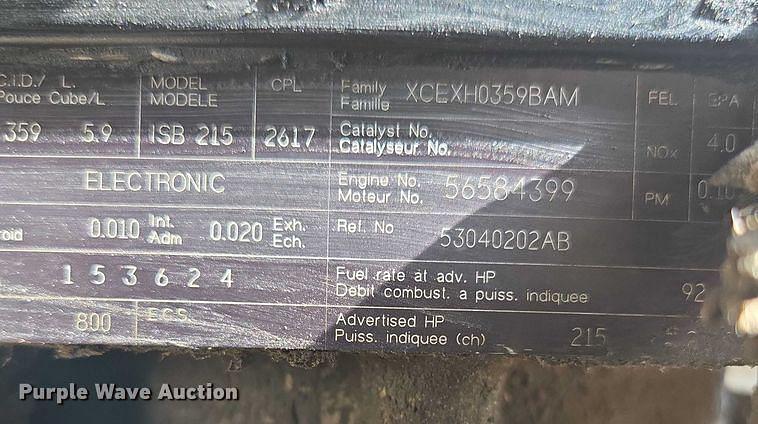 C.I.D./ L. MODEL CPL Family XCEXH0359BAM FEL EPA
Pouce Cube/L. MODELE Famille
359 5.9 ISB 215 2617 Catalyst No. NOx 4.0
Catalyseur No.
ELECTRONIC Engine No. 56584399 PM
Moteur No.
0.010 Int. 0.020 Exh. Ref. No 53040202AB
Adm Ech.
153624 Fuel rate at adv. HP
Debit combust. a puiss. indiquee 92
800 E.C.S. Advertised HP
Puiss. indiquee (ch) 215
Purple Wave Auction